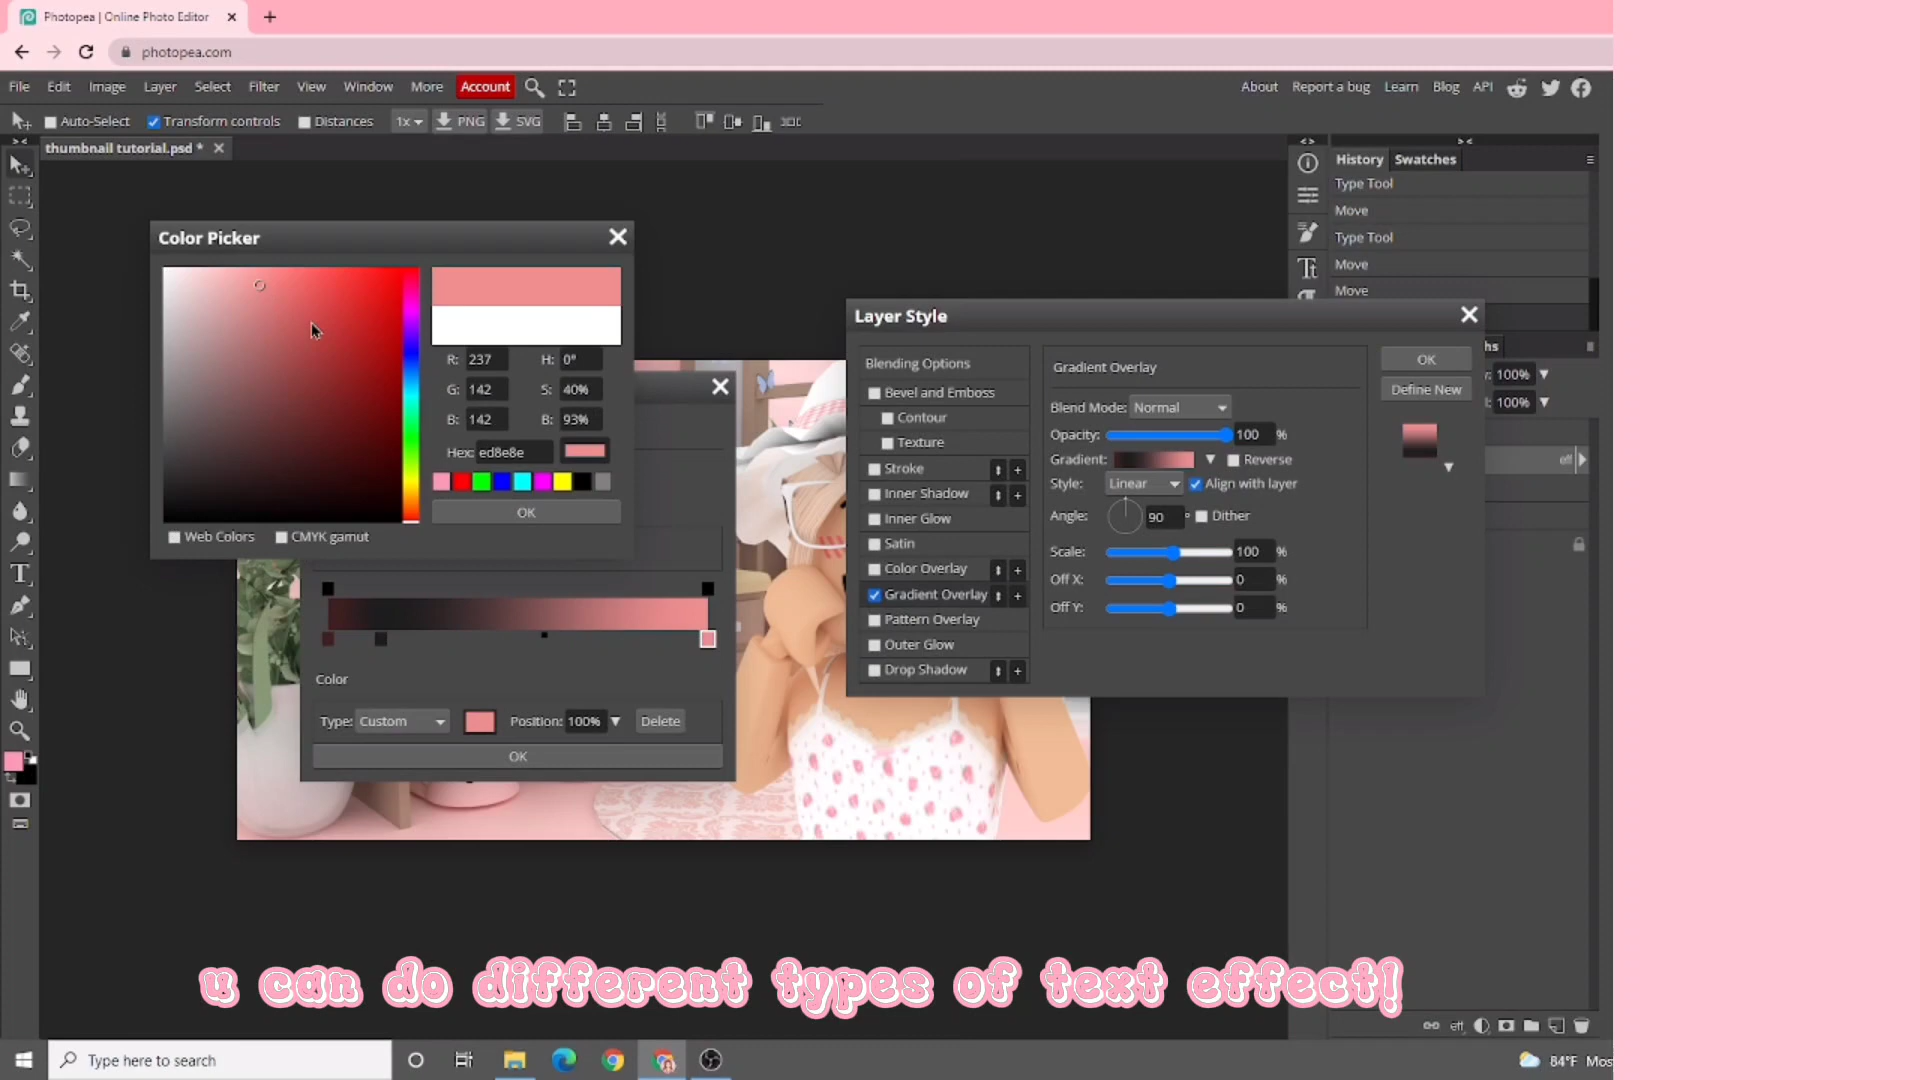 Photopea | Online Photo Editor
photopea.com
File Edit Image Layer Select Filter View Window More Account
About Report a bug Learn Blog API
Auto-Select Transform controls Distances 1x PNG SVG
thumbnail tutorial.psd *
History Swatches
Type Tool
Move
Type Tool
Move
Move
Color Picker
R: 237 H: 0°
G: 142 S: 40%
B: 142 B: 93%
Hex: ed8e8e
OK
Web Colors CMYK gamut
Color
Type: Custom Position: 100% Delete
OK
Layer Style
Blending Options
Bevel and Emboss
Contour
Texture
Stroke
Inner Shadow
Inner Glow
Satin
Color Overlay
Gradient Overlay
Pattern Overlay
Outer Glow
Drop Shadow
Gradient Overlay
Blend Mode: Normal
Opacity: 100 %
Gradient: Reverse
Style: Linear Align with layer
Angle: 90 ° Dither
Scale: 100 %
Off X: 0 %
Off Y: 0 %
OK
Define New
100%
100%
eff
u can do different types of text effect!
eff
Type here to search
84°F Mos